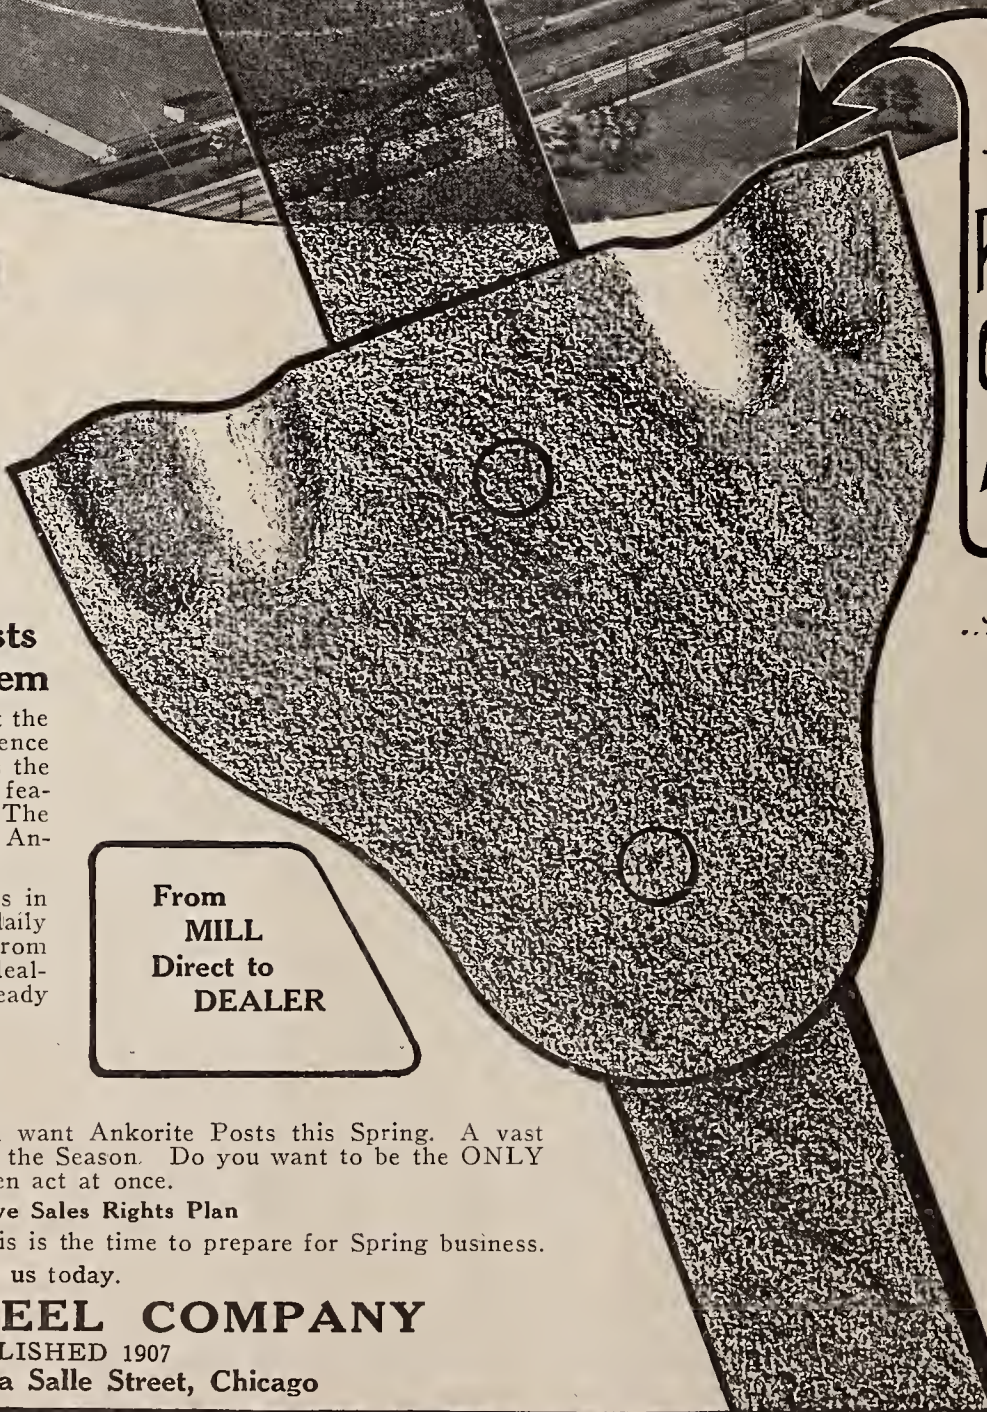 sts
em
t the
ence
the
fea-
The
An-
s in
daily
rom
deal-
eady
From
MILL
Direct to
DEALER
want Ankorite Posts this Spring. A vast
the Season. Do you want to be the ONLY
en act at once.
ve Sales Rights Plan
is is the time to prepare for Spring business.
us today.
EEL COMPANY
LISHED 1907
a Salle Street, Chicago